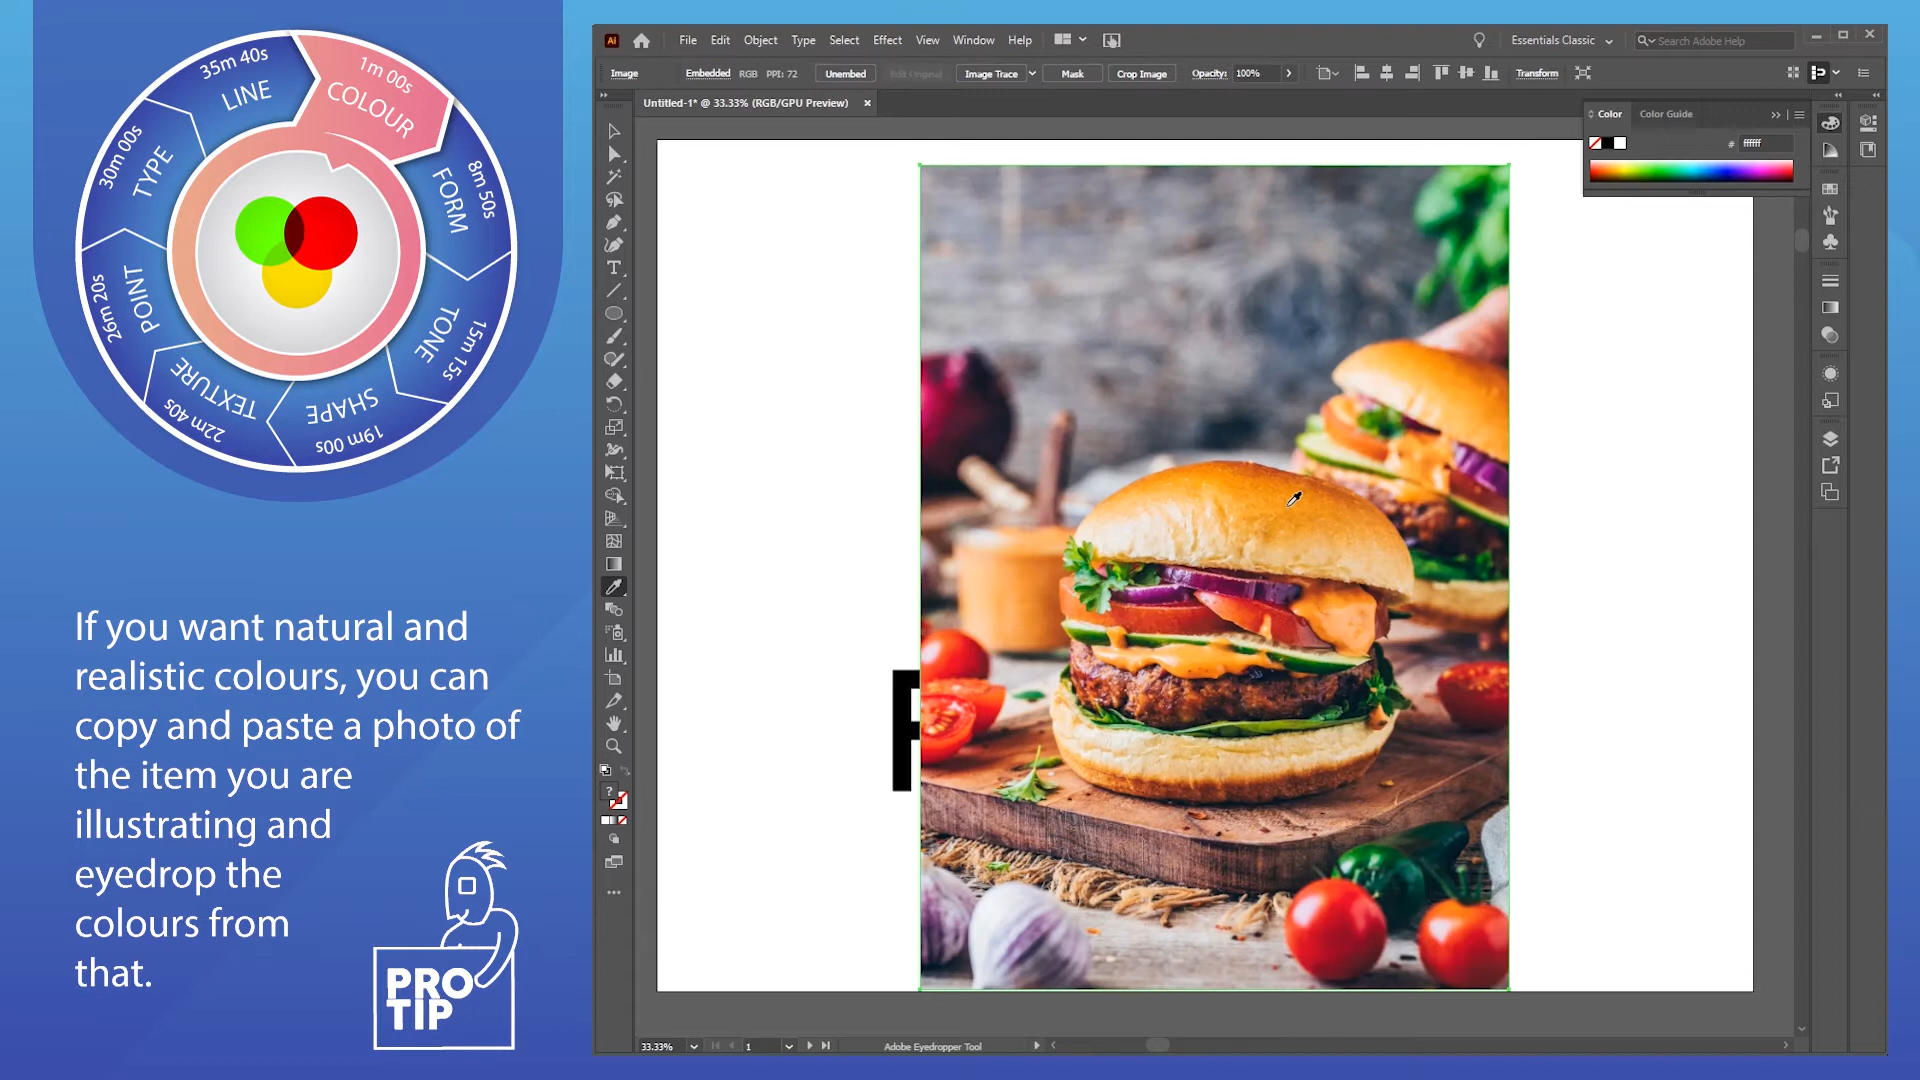 35m 40s
LINE
1m 00s
COLOUR
8m 50s
FORM
15m 15s
TONE
19m 00s
SHAPE
22m 40s
TEXTURE
26m 20s
POINT
30m 00s
TYPE
If you want natural and
realistic colours, you can
copy and paste a photo of
the item you are
illustrating and
eyedrop the
colours from
that.
PRO
TIP
Ai File Edit Object Type Select Effect View Window Help Essentials Classic Search Adobe Help
Image Embedded RGB PPI: 72 Unembed Edit Original Image Trace Mask Crop Image Opacity: 100% Transform
Untitled-1* @ 33.33% (RGB/GPU Preview)
Color Color Guide
# ffffff
?
33.33% 1 Adobe Eyedropper Tool